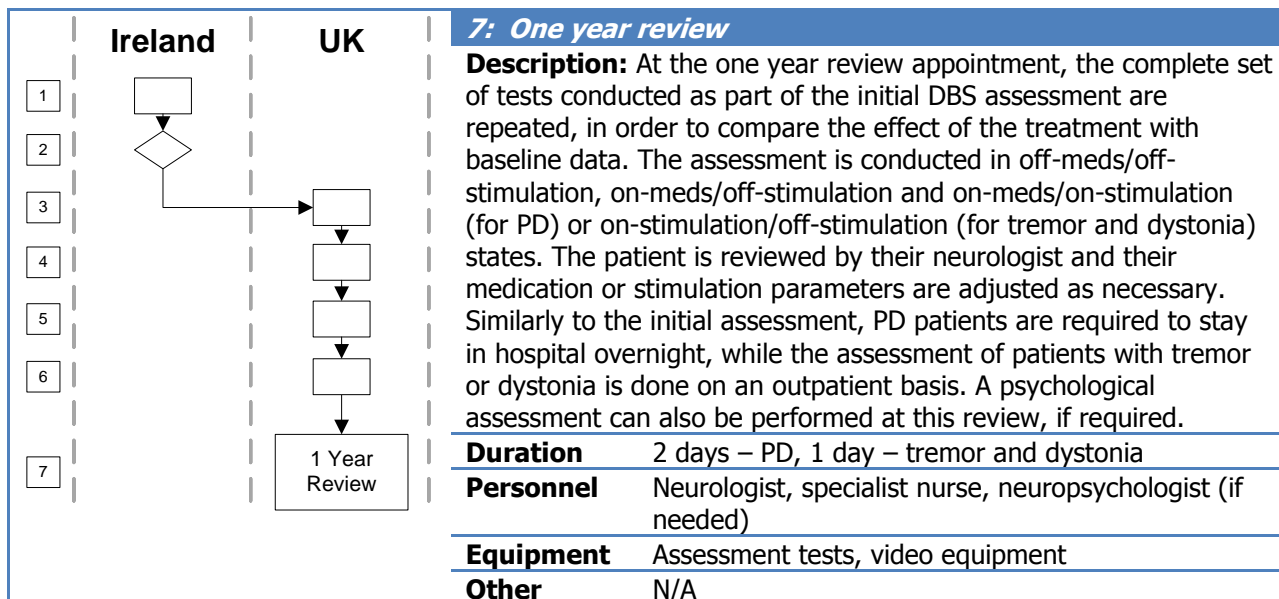 Ireland
UK
1
2
3
4
5
6
7
1 Year
Review
7: One year review
Description: At the one year review appointment, the complete set
of tests conducted as part of the initial DBS assessment are
repeated, in order to compare the effect of the treatment with
baseline data. The assessment is conducted in off-meds/off-
stimulation, on-meds/off-stimulation and on-meds/on-stimulation
(for PD) or on-stimulation/off-stimulation (for tremor and dystonia)
states. The patient is reviewed by their neurologist and their
medication or stimulation parameters are adjusted as necessary.
Similarly to the initial assessment, PD patients are required to stay
in hospital overnight, while the assessment of patients with tremor
or dystonia is done on an outpatient basis. A psychological
assessment can also be performed at this review, if required.
Duration 2 days – PD, 1 day – tremor and dystonia
Personnel Neurologist, specialist nurse, neuropsychologist (if
needed)
Equipment Assessment tests, video equipment
Other N/A